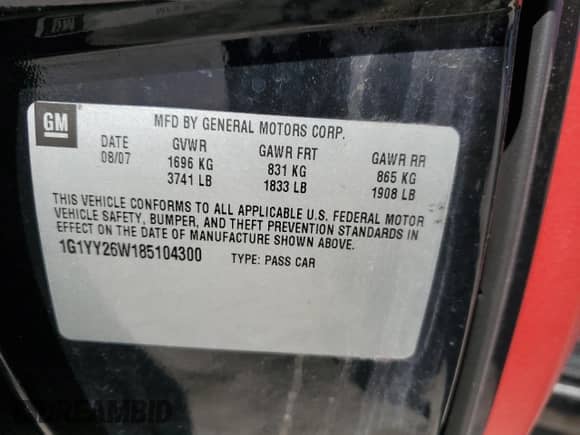 GM
MFD BY GENERAL MOTORS CORP.
DATE GVWR GAWR FRT GAWR RR
08/07 1696 KG 831 KG 865 KG
3741 LB 1833 LB 1908 LB
THIS VEHICLE CONFORMS TO ALL APPLICABLE U.S. FEDERAL MOTOR
VEHICLE SAFETY, BUMPER, AND THEFT PREVENTION STANDARDS IN
EFFECT ON THE DATE OF MANUFACTURE SHOWN ABOVE.
1G1YY26W185104300 TYPE: PASS CAR
DREAMBID